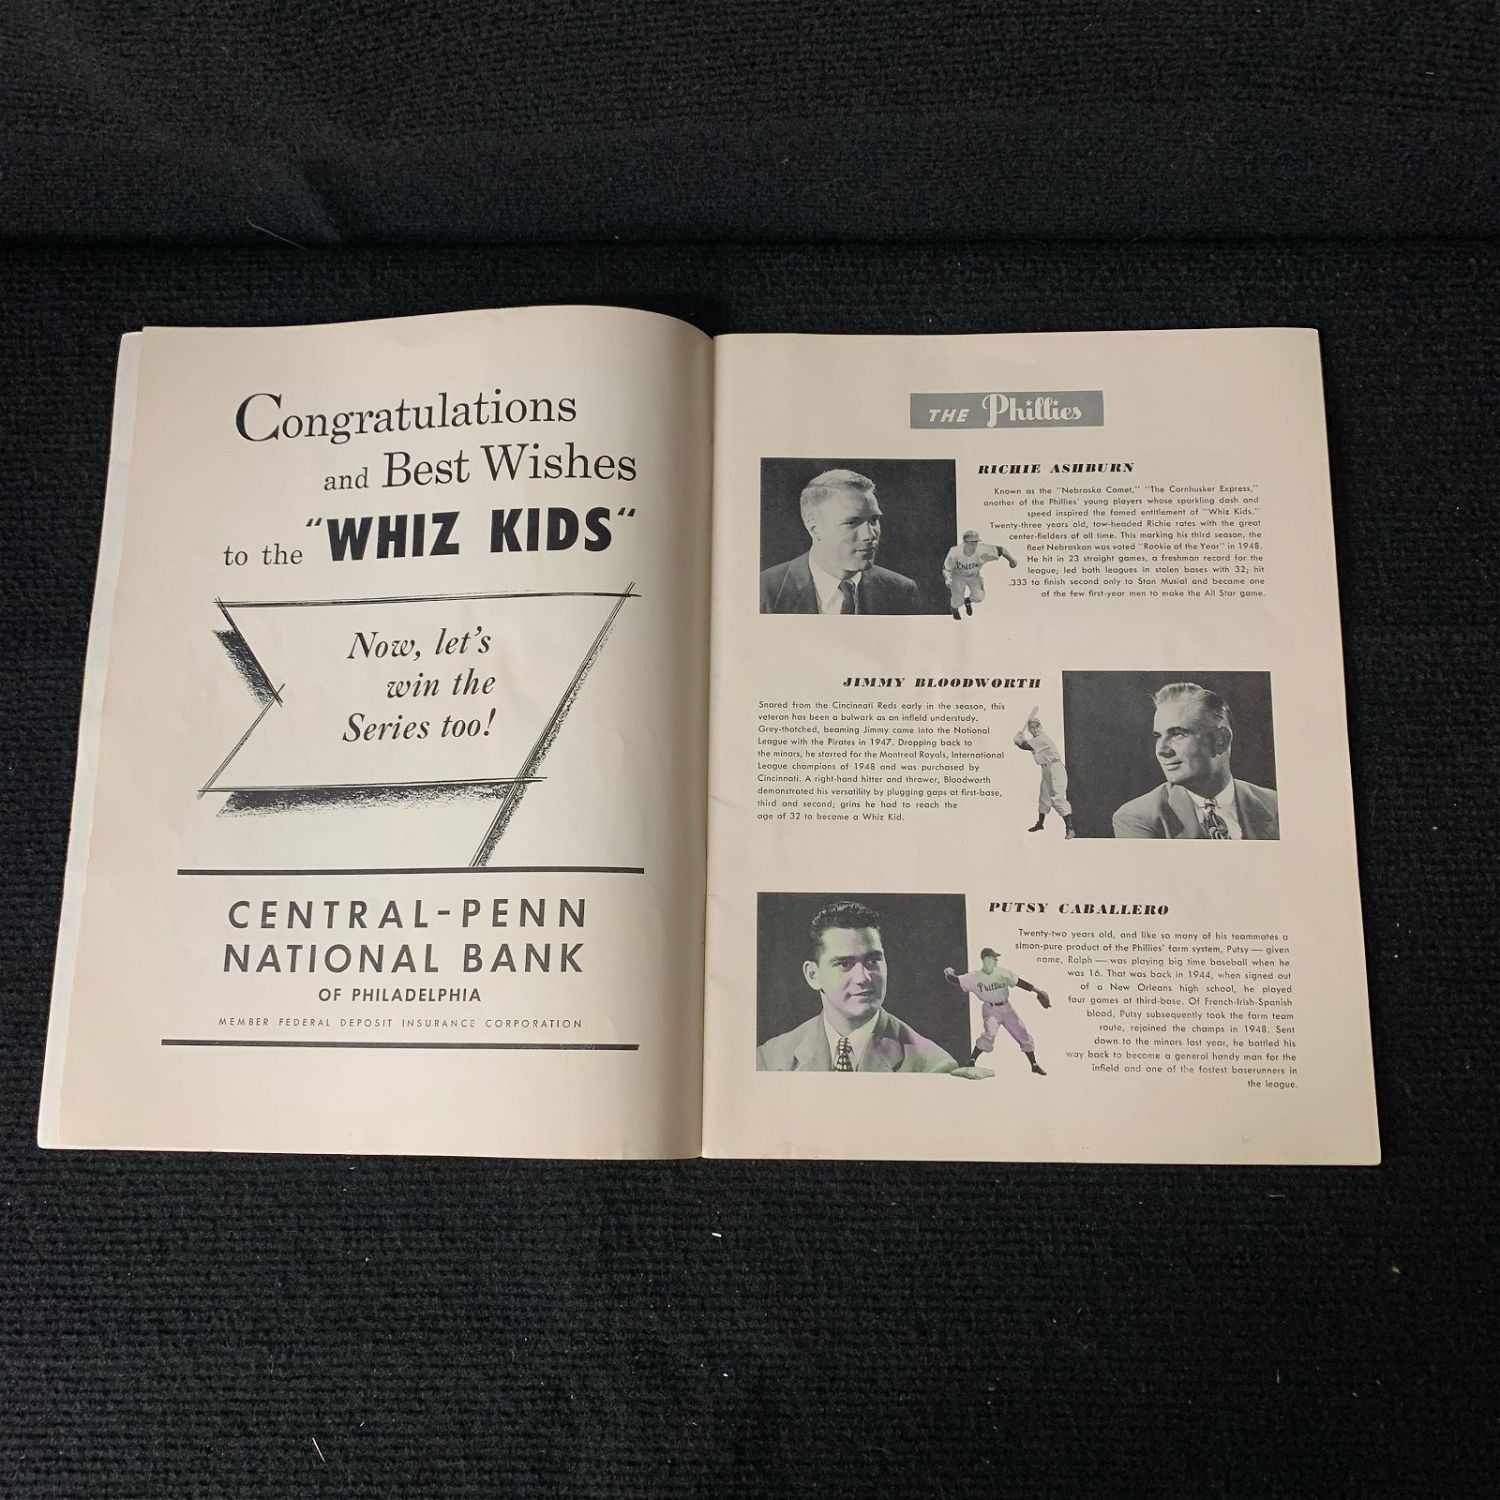 Congratulations
and Best Wishes
to the "WHIZ KIDS"
Now, let's
win the
Series too!
CENTRAL-PENN
NATIONAL BANK
OF PHILADELPHIA
MEMBER FEDERAL DEPOSIT INSURANCE CORPORATION
THE Phillies
RICHIE ASHBURN
Known as the "Nebraska Comet," "The Cornhusker Express,"
another of the Phillies' young players whose sparkling dash and
speed inspired the famed entitlement of "Whiz Kids."
Twenty-three years old, tow-headed Richie rates with the great
center-fielders of all time. This marking his third season, the
fleet Nebraskan was voted "Rookie of the Year" in 1948.
He hit in 23 straight games, a freshman record for the
league; led both leagues in stolen bases with 32; hit
.333 to finish second only to Stan Musial and became one
of the few first-year men to make the All Star game.
Phillies
JIMMY BLOODWORTH
Snared from the Cincinnati Reds early in the season, this
veteran has been a bulwark as an infield understudy.
Grey-thatched, beaming Jimmy came into the National
League with the Pirates in 1947. Dropping back to
the minors, he starred for the Montreal Royals, International
League champions of 1948 and was purchased by
Cincinnati. A right-hand hitter and thrower, Bloodworth
demonstrated his versatility by plugging gaps at first-base,
third and second; grins he had to reach the
age of 32 to become a Whiz Kid.
PUTSY CABALLERO
Twenty-two years old, and like so many of his teammates a
simon-pure product of the Phillies' farm system, Putsy — given
name, Ralph — was playing big time baseball when he
was 16. That was back in 1944, when signed out
of a New Orleans high school, he played
four games at third-base. Of French-Irish-Spanish
blood, Putsy subsequently took the farm team
route, rejoined the champs in 1948. Sent
down to the minors last year, he battled his
way back to become a general handy man for the
infield and one of the fastest baserunners in
the league.
Phillies